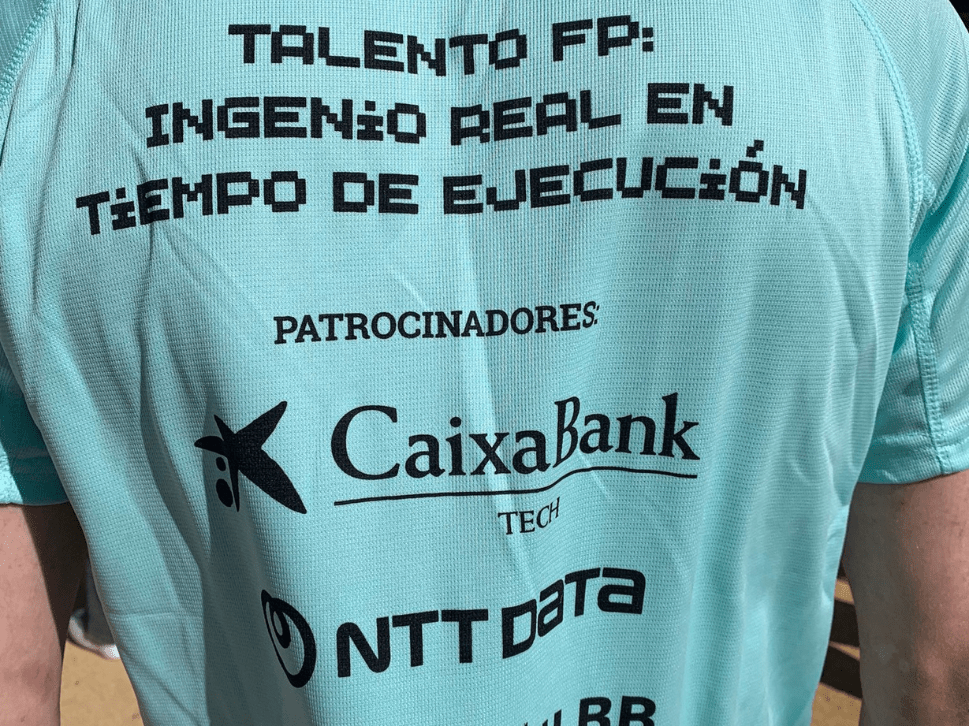 TALENTO FP:
INGENiO REAL EN
TiEMPO DE EJECUCiÓN
PATROCINADORES:
CaixaBank
TECH
NTT DATA